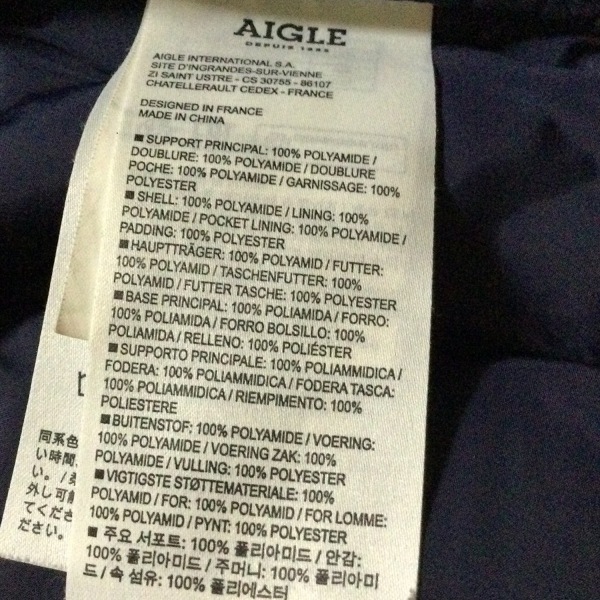 AIGLE
DEPUIS 1853
AIGLE INTERNATIONAL S.A.
SITE D'INGRANDES-SUR-VIENNE
ZI SAINT USTRE - CS 30755 - 86107
CHATELLERAULT CEDEX - FRANCE
DESIGNED IN FRANCE
MADE IN CHINA
■ SUPPORT PRINCIPAL: 100% POLYAMIDE /
DOUBLURE: 100% POLYAMIDE / DOUBLURE
POCHE: 100% POLYAMIDE / GARNISSAGE: 100%
POLYESTER
■ SHELL: 100% POLYAMIDE / LINING: 100%
POLYAMIDE / POCKET LINING: 100% POLYAMIDE /
PADDING: 100% POLYESTER
■ HAUPTTRÄGER: 100% POLYAMID / FUTTER:
100% POLYAMID / TASCHENFUTTER: 100%
POLYAMID / FUTTER TASCHE: 100% POLYESTER
■ BASE PRINCIPAL: 100% POLIAMIDA / FORRO:
100% POLIAMIDA / FORRO BOLSILLO: 100%
POLIAMIDA / RELLENO: 100% POLIÉSTER
■ SUPPORTO PRINCIPALE: 100% POLIAMMIDICA /
FODERA: 100% POLIAMMIDICA / FODERA TASCA:
100% POLIAMMIDICA / RIEMPIMENTO: 100%
POLIESTERE
■ BUITENSTOF: 100% POLYAMIDE / VOERING:
100% POLYAMIDE / VOERING ZAK: 100%
POLYAMIDE / VULLING: 100% POLYESTER
■ VIGTIGSTE STØTTEMATERIALE: 100%
POLYAMID / FOR: 100% POLYAMID / FOR LOMME:
100% POLYAMID / PYNT: 100% POLYESTER
■ 주요 서포트: 100% 폴리아미드 / 안감:
100% 폴리아미드 / 주머니: 100% 폴리아미
드 / 속 섬유: 100% 폴리에스터
同系色
い時間
い。/
外し可能
てくださ
ださい。